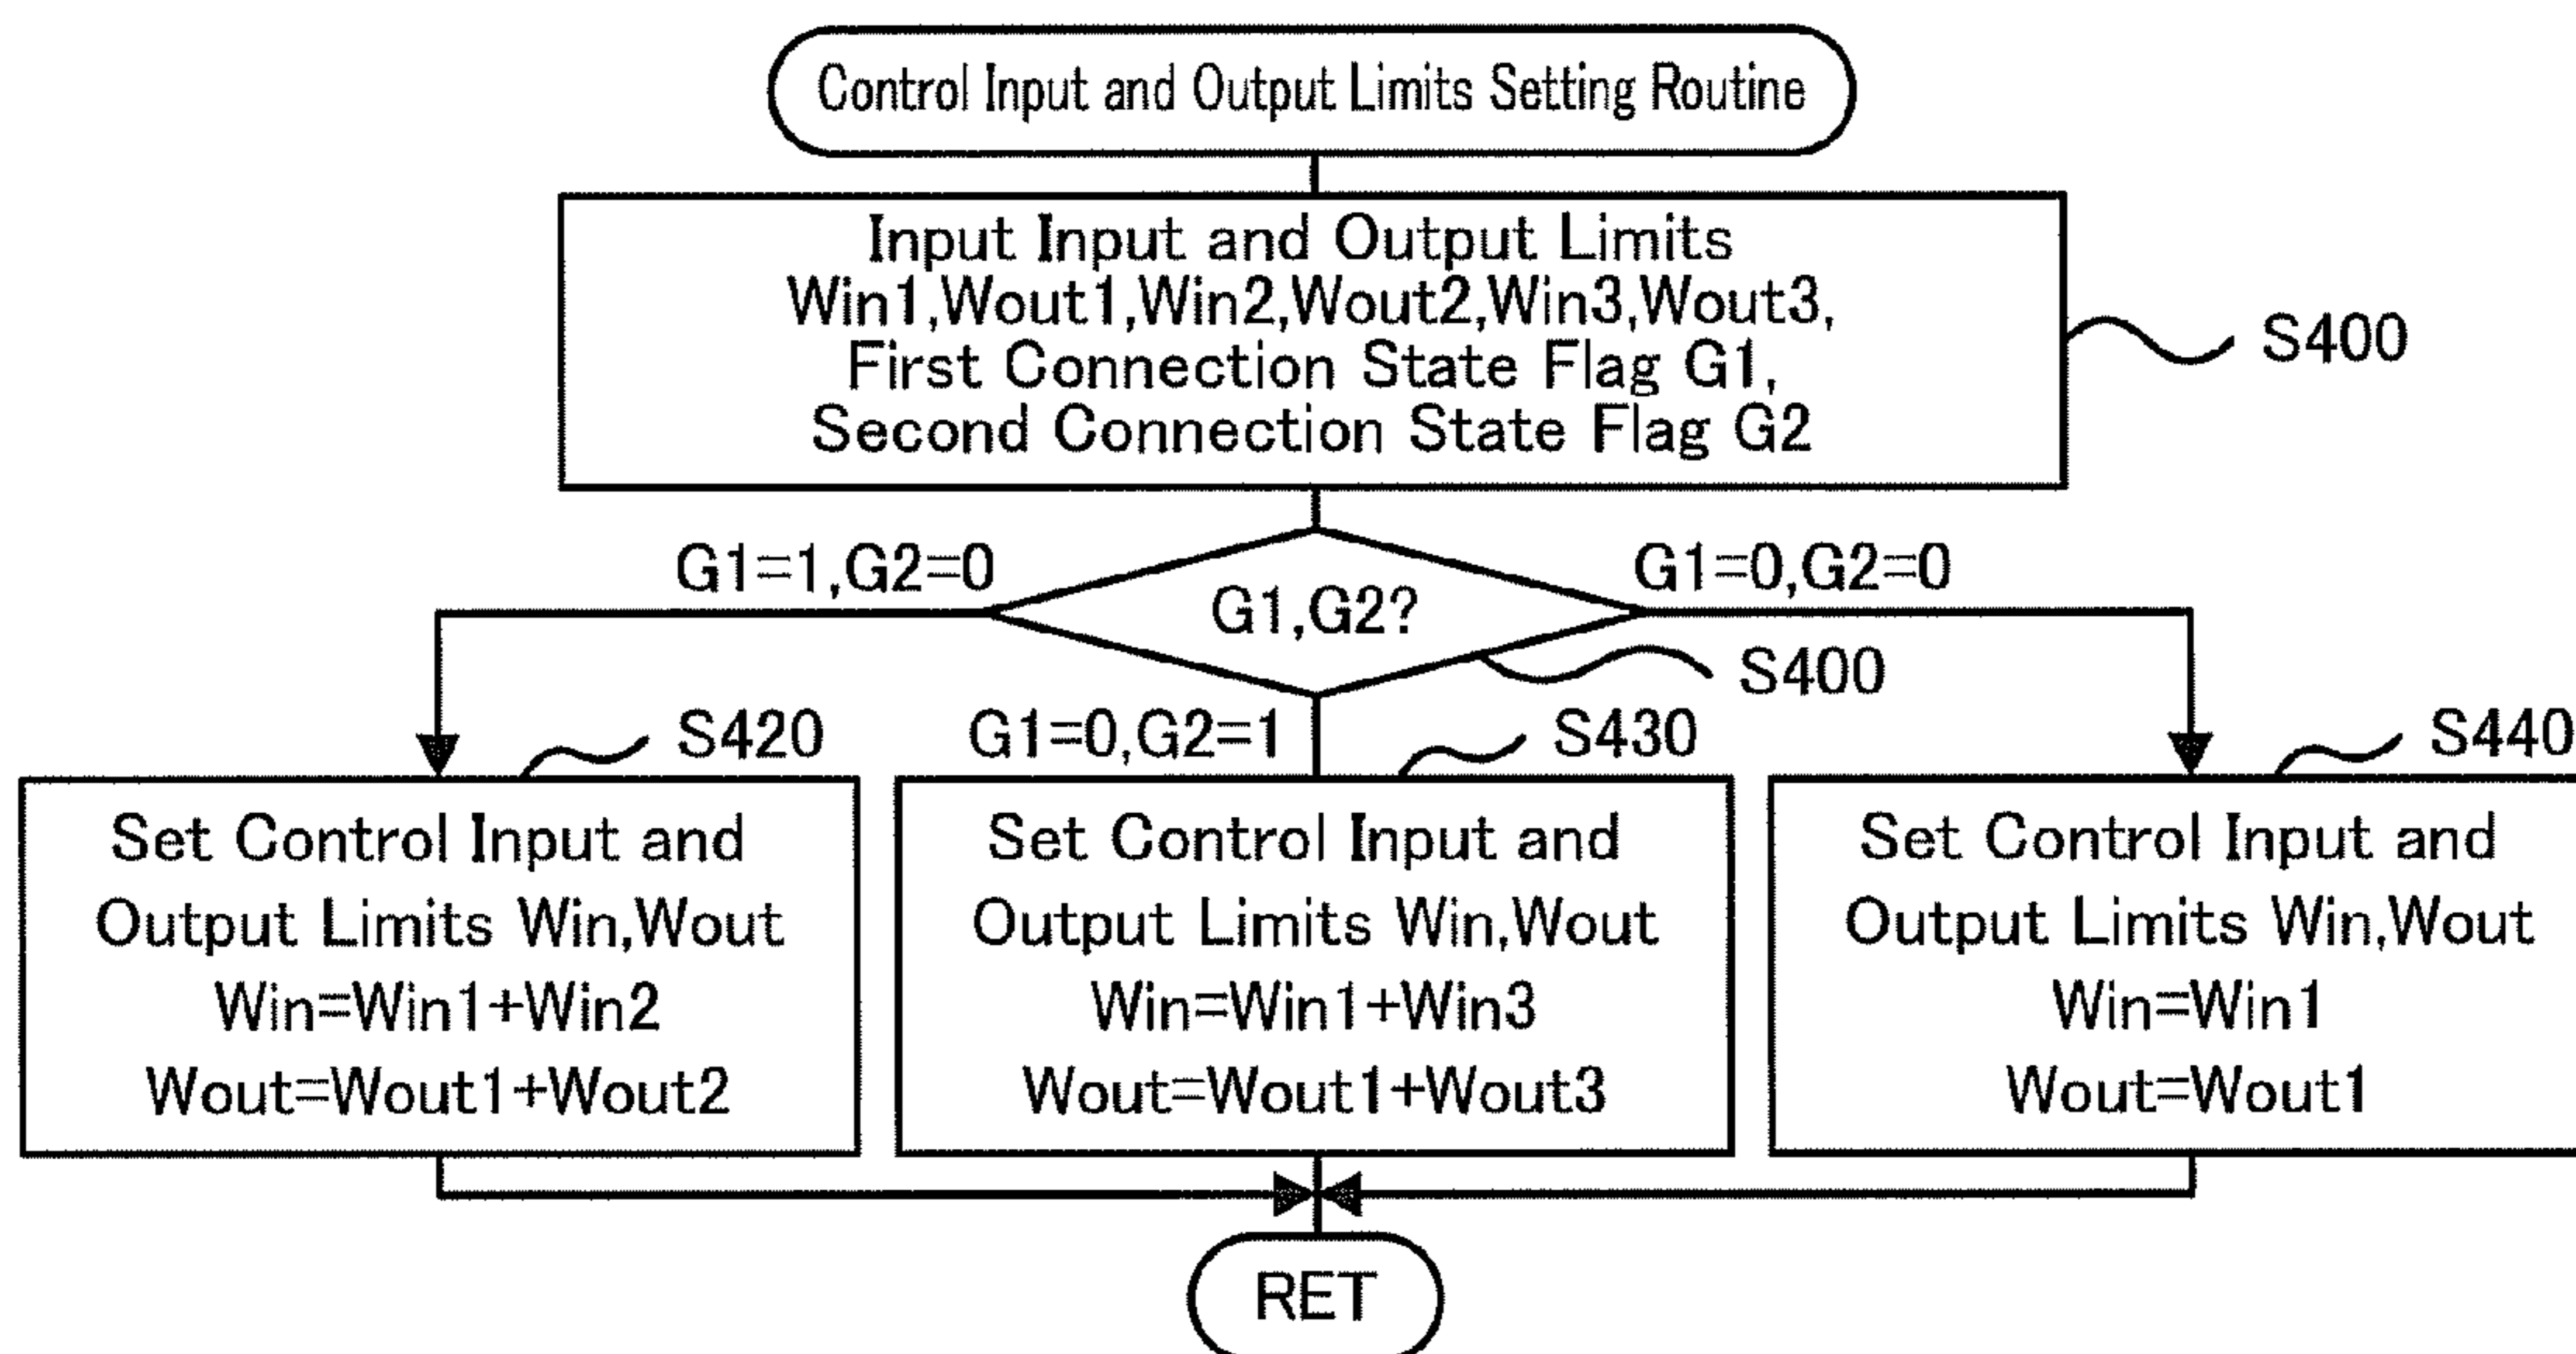 Control Input and Output Limits Setting Routine
Input Input and Output Limits
Win1,Wout1,Win2,Wout2,Win3,Wout3,
First Connection State Flag G1,
Second Connection State Flag G2
S400
G1=1,G2=0
G1,G2?
G1=0,G2=0
S400
G1=0,G2=1
S420
Set Control Input and
Output Limits Win,Wout
Win=Win1+Win2
Wout=Wout1+Wout2
S430
Set Control Input and
Output Limits Win,Wout
Win=Win1+Win3
Wout=Wout1+Wout3
S440
Set Control Input and
Output Limits Win,Wout
Win=Win1
Wout=Wout1
RET